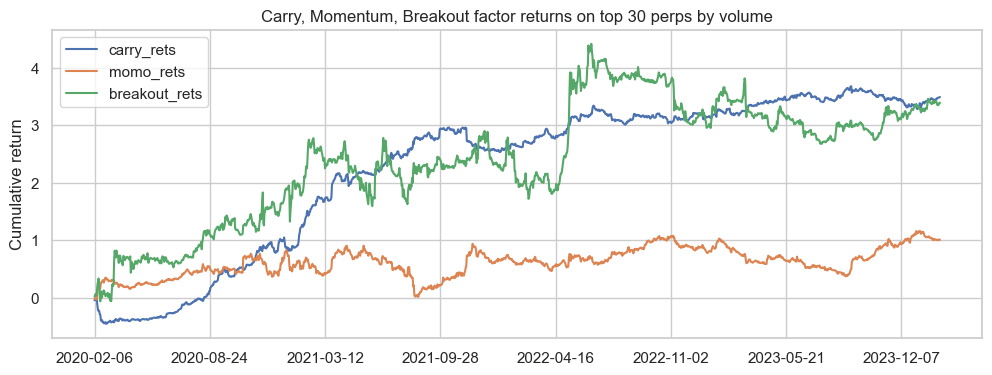 Carry, Momentum, Breakout factor returns on top 30 perps by volume
carry_rets
momo_rets
breakout_rets
Cumulative return
4
3
2
1
0
2020-02-06 2020-08-24 2021-03-12 2021-09-28 2022-04-16 2022-11-02 2023-05-21 2023-12-07